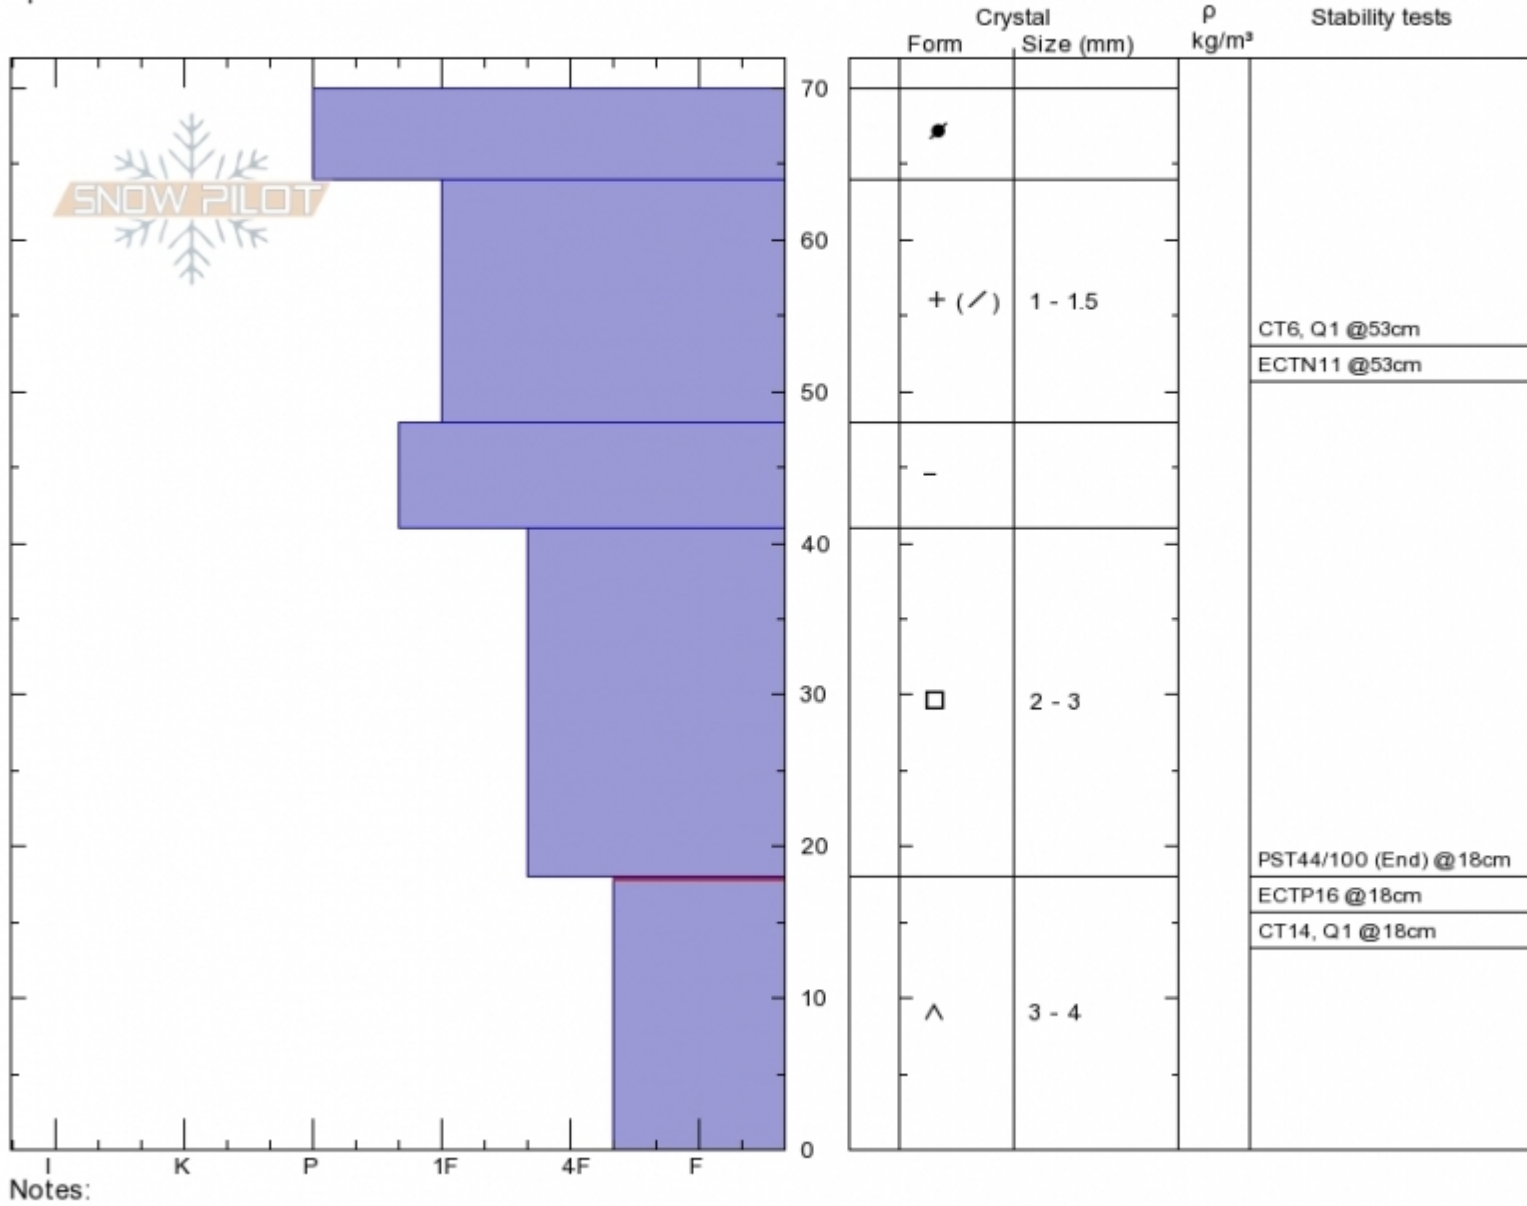 Crystal
ρ
Stability tests
Form
Size (mm)
kg/m³
70
SNOW PILOT
60
+ (/)
1 - 1.5
CT6, Q1 @53cm
ECTN11 @53cm
50
-
40
30
2 - 3
20
PST44/100 (End) @18cm
ECTP16 @18cm
CT14, Q1 @18cm
10
3 - 4
0
I
K
P
1F
4F
F
Notes: